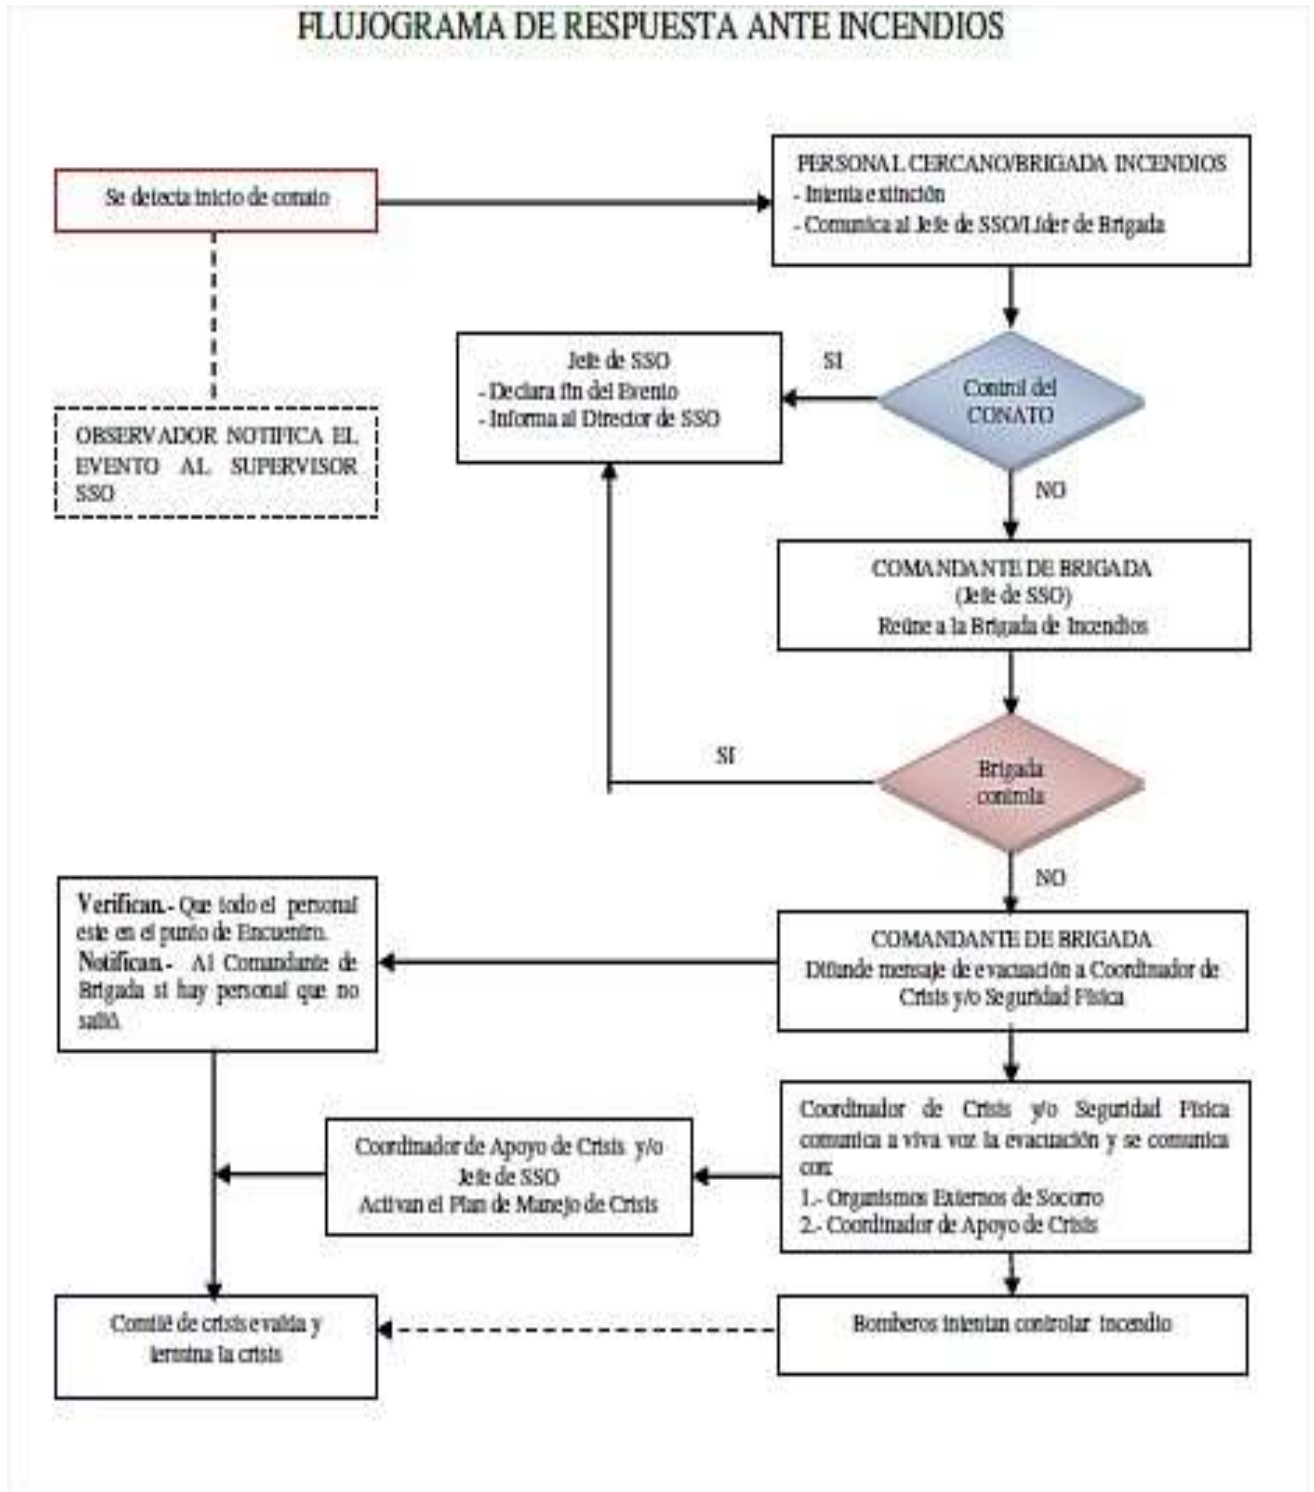 FLUJOGRAMA DE RESPUESTA ANTE INCENDIOS
Se detecta inicio de conato
PERSONAL CERCANO/BRIGADA INCENDIOS
- Intenta extinción
- Comunica al Jefe de SSO/Líder de Brigada
OBSERVADOR NOTIFICA EL
EVENTO AL SUPERVISOR
SSO
Jefe de SSO
- Declara fin del Evento
- Informa al Director de SSO
SI
Control del
CONATO
NO
COMANDANTE DE BRIGADA
(Jefe de SSO)
Reúne a la Brigada de Incendios
SI
Brigada
controla
NO
Verifican.- Que todo el personal
este en el punto de Encuentro.
Notifican.- Al Comandante de
Brigada si hay personal que no
salió.
COMANDANTE DE BRIGADA
Difunde mensaje de evacuación a Coordinador de
Crisis y/o Seguridad Física
Coordinador de Crisis y/o Seguridad Física
comunica a viva voz la evacuación y se comunica
con:
1.- Organismos Externos de Socorro
2.- Coordinador de Apoyo de Crisis
Coordinador de Apoyo de Crisis y/o
Jefe de SSO
Activan el Plan de Manejo de Crisis
Comité de crisis evalúa y
termina la crisis
Bomberos intentan controlar incendio